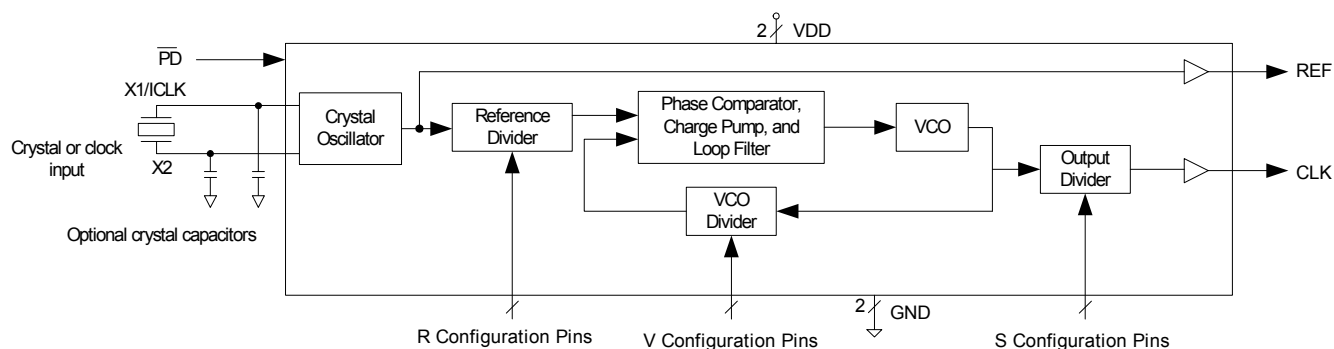 2
VDD
PD
X1/ICLK
REF
Crystal
Oscillator
Reference
Divider
Phase Comparator,
Charge Pump, and
Loop Filter
VCO
Crystal or clock
input
X2
Output
Divider
CLK
VCO
Divider
Optional crystal capacitors
2
GND
R Configuration Pins
V Configuration Pins
S Configuration Pins